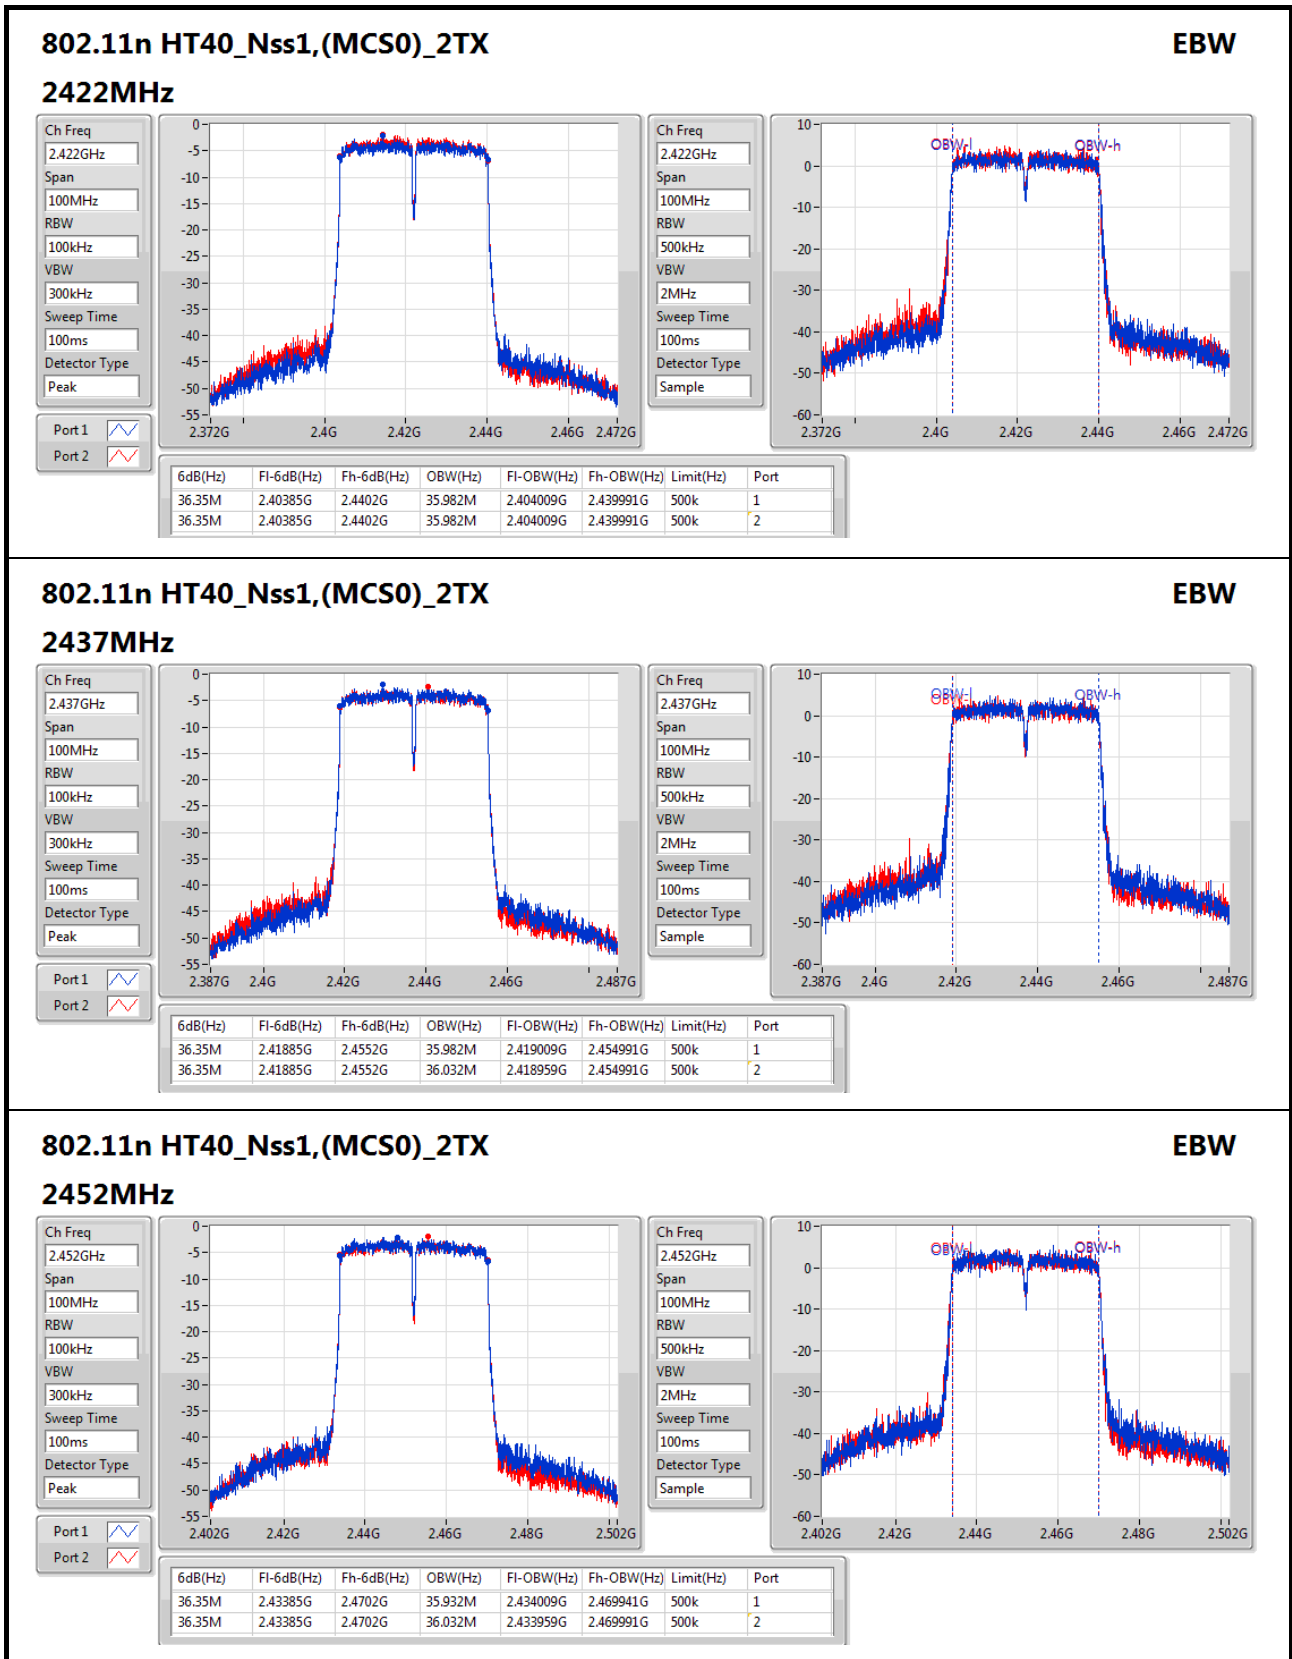 802.11n HT40_Nss1,(MCS0)_2TX EBW
2422MHz
Ch Freq
2.422GHz
Span
100MHz
RBW
100kHz
VBW
300kHz
Sweep Time
100ms
Detector Type
Peak
Port 1
Port 2
0
-5
-10
-15
-20
-25
-30
-35
-40
-45
-50
-55
2.372G 2.4G 2.42G 2.44G 2.46G 2.472G
Ch Freq
2.422GHz
Span
100MHz
RBW
500kHz
VBW
2MHz
Sweep Time
100ms
Detector Type
Sample
10
0
-10
-20
-30
-40
-50
-60
OBW-l OBW-h
2.372G 2.4G 2.42G 2.44G 2.46G 2.472G
6dB(Hz) Fl-6dB(Hz) Fh-6dB(Hz) OBW(Hz) Fl-OBW(Hz) Fh-OBW(Hz) Limit(Hz) Port
36.35M 2.40385G 2.4402G 35.982M 2.404009G 2.439991G 500k 1
36.35M 2.40385G 2.4402G 35.982M 2.404009G 2.439991G 500k 2
802.11n HT40_Nss1,(MCS0)_2TX EBW
2437MHz
Ch Freq
2.437GHz
Span
100MHz
RBW
100kHz
VBW
300kHz
Sweep Time
100ms
Detector Type
Peak
Port 1
Port 2
0
-5
-10
-15
-20
-25
-30
-35
-40
-45
-50
-55
2.387G 2.4G 2.42G 2.44G 2.46G 2.487G
Ch Freq
2.437GHz
Span
100MHz
RBW
500kHz
VBW
2MHz
Sweep Time
100ms
Detector Type
Sample
10
0
-10
-20
-30
-40
-50
-60
OBW-l OBW-h
2.387G 2.4G 2.42G 2.44G 2.46G 2.487G
6dB(Hz) Fl-6dB(Hz) Fh-6dB(Hz) OBW(Hz) Fl-OBW(Hz) Fh-OBW(Hz) Limit(Hz) Port
36.35M 2.41885G 2.4552G 35.982M 2.419009G 2.454991G 500k 1
36.35M 2.41885G 2.4552G 36.032M 2.418959G 2.454991G 500k 2
802.11n HT40_Nss1,(MCS0)_2TX EBW
2452MHz
Ch Freq
2.452GHz
Span
100MHz
RBW
100kHz
VBW
300kHz
Sweep Time
100ms
Detector Type
Peak
Port 1
Port 2
0
-5
-10
-15
-20
-25
-30
-35
-40
-45
-50
-55
2.402G 2.42G 2.44G 2.46G 2.48G 2.502G
Ch Freq
2.452GHz
Span
100MHz
RBW
500kHz
VBW
2MHz
Sweep Time
100ms
Detector Type
Sample
10
0
-10
-20
-30
-40
-50
-60
OBW-l OBW-h
2.402G 2.42G 2.44G 2.46G 2.48G 2.502G
6dB(Hz) Fl-6dB(Hz) Fh-6dB(Hz) OBW(Hz) Fl-OBW(Hz) Fh-OBW(Hz) Limit(Hz) Port
36.35M 2.43385G 2.4702G 35.932M 2.434009G 2.469941G 500k 1
36.35M 2.43385G 2.4702G 36.032M 2.433959G 2.469991G 500k 2